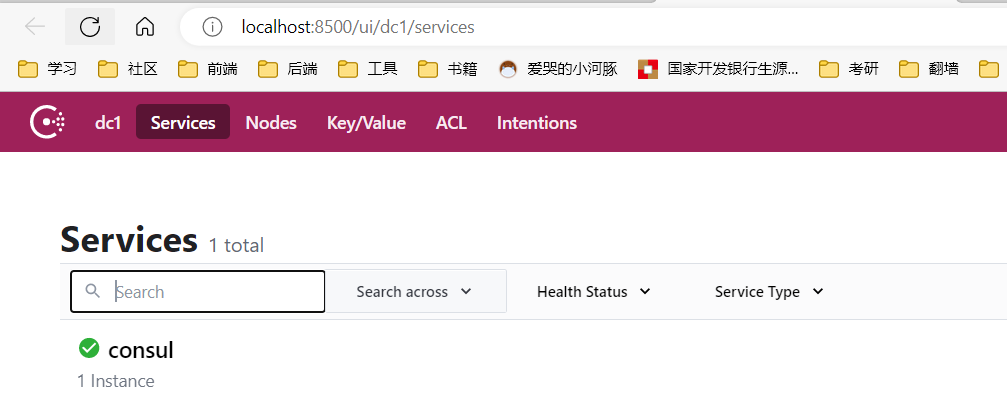 localhost:8500/ui/dc1/services
学习 社区 前端 后端 工具 书籍 爱哭的小河豚 国家开发银行生源... 考研 翻墙
dc1 Services Nodes Key/Value ACL Intentions
Services 1 total
Search Search across Health Status Service Type
consul
1 Instance